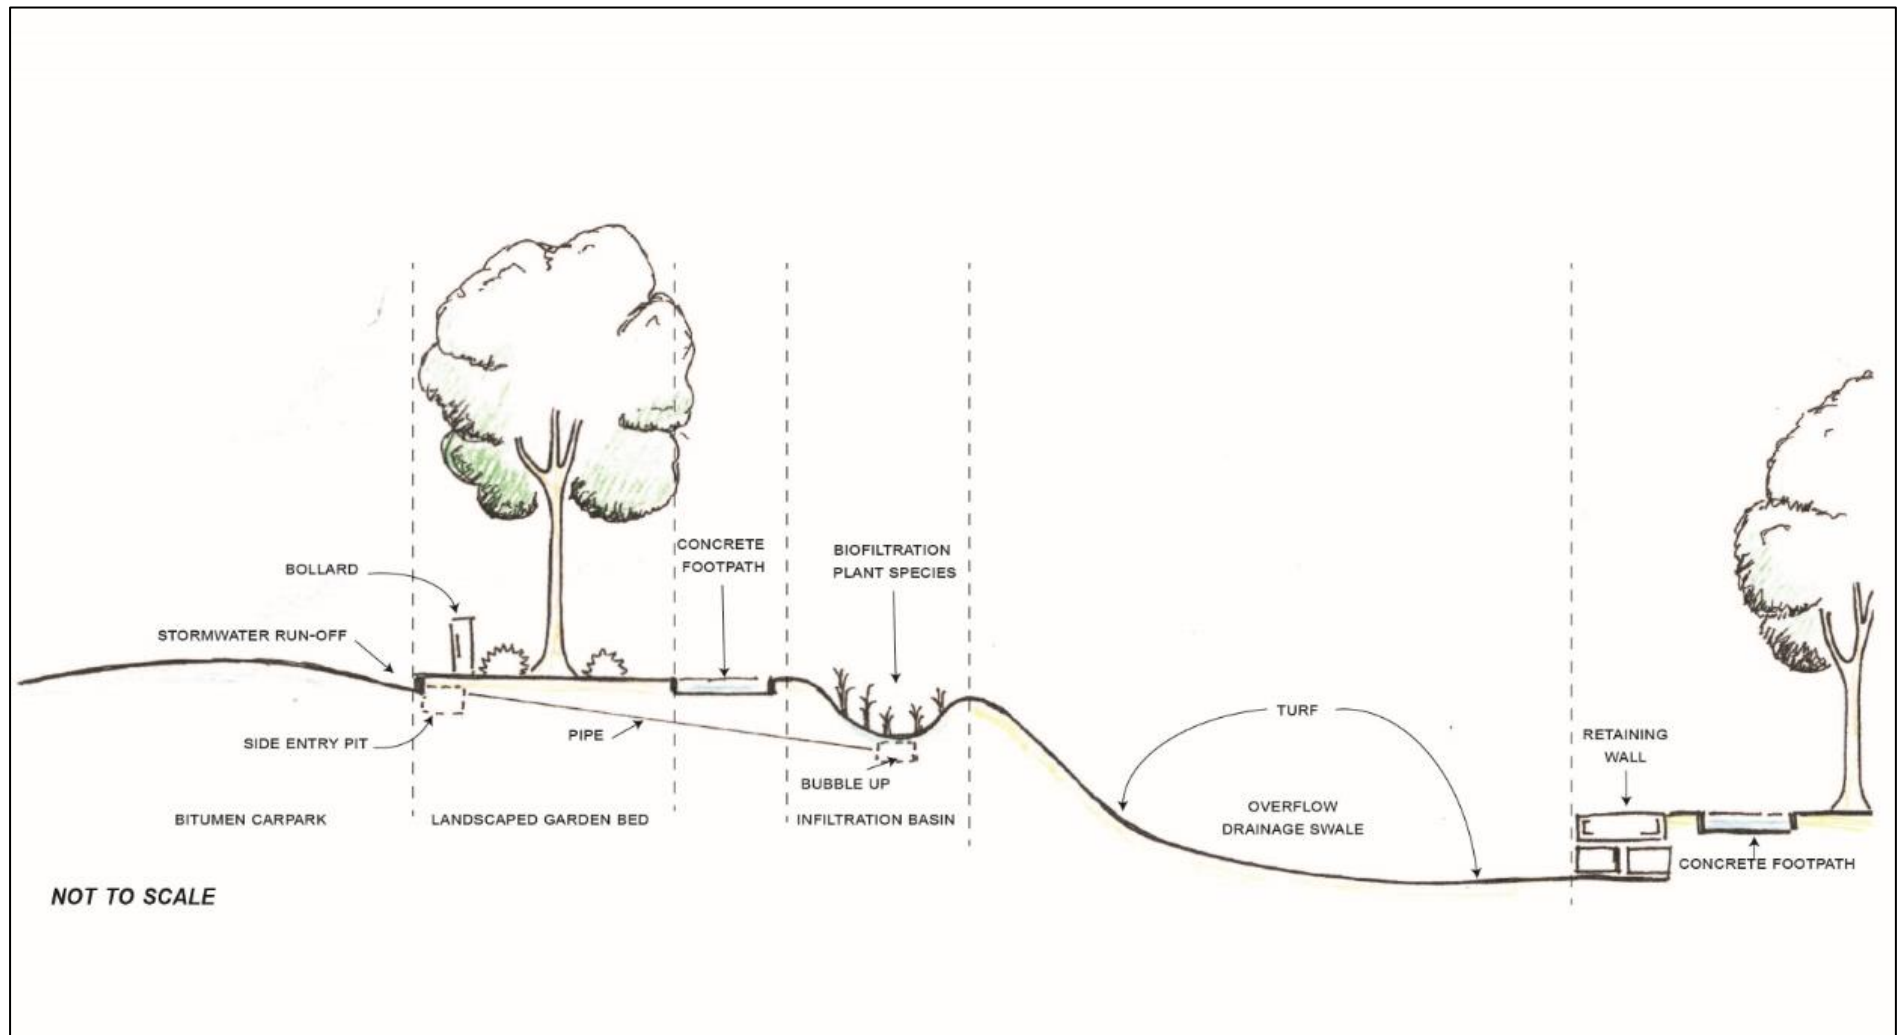 BOLLARD
STORMWATER RUN-OFF
SIDE ENTRY PIT
PIPE
CONCRETE
FOOTPATH
BIOFILTRATION
PLANT SPECIES
BUBBLE UP
TURF
OVERFLOW
DRAINAGE SWALE
RETAINING
WALL
CONCRETE FOOTPATH
BITUMEN CARPARK
LANDSCAPED GARDEN BED
INFILTRATION BASIN
NOT TO SCALE